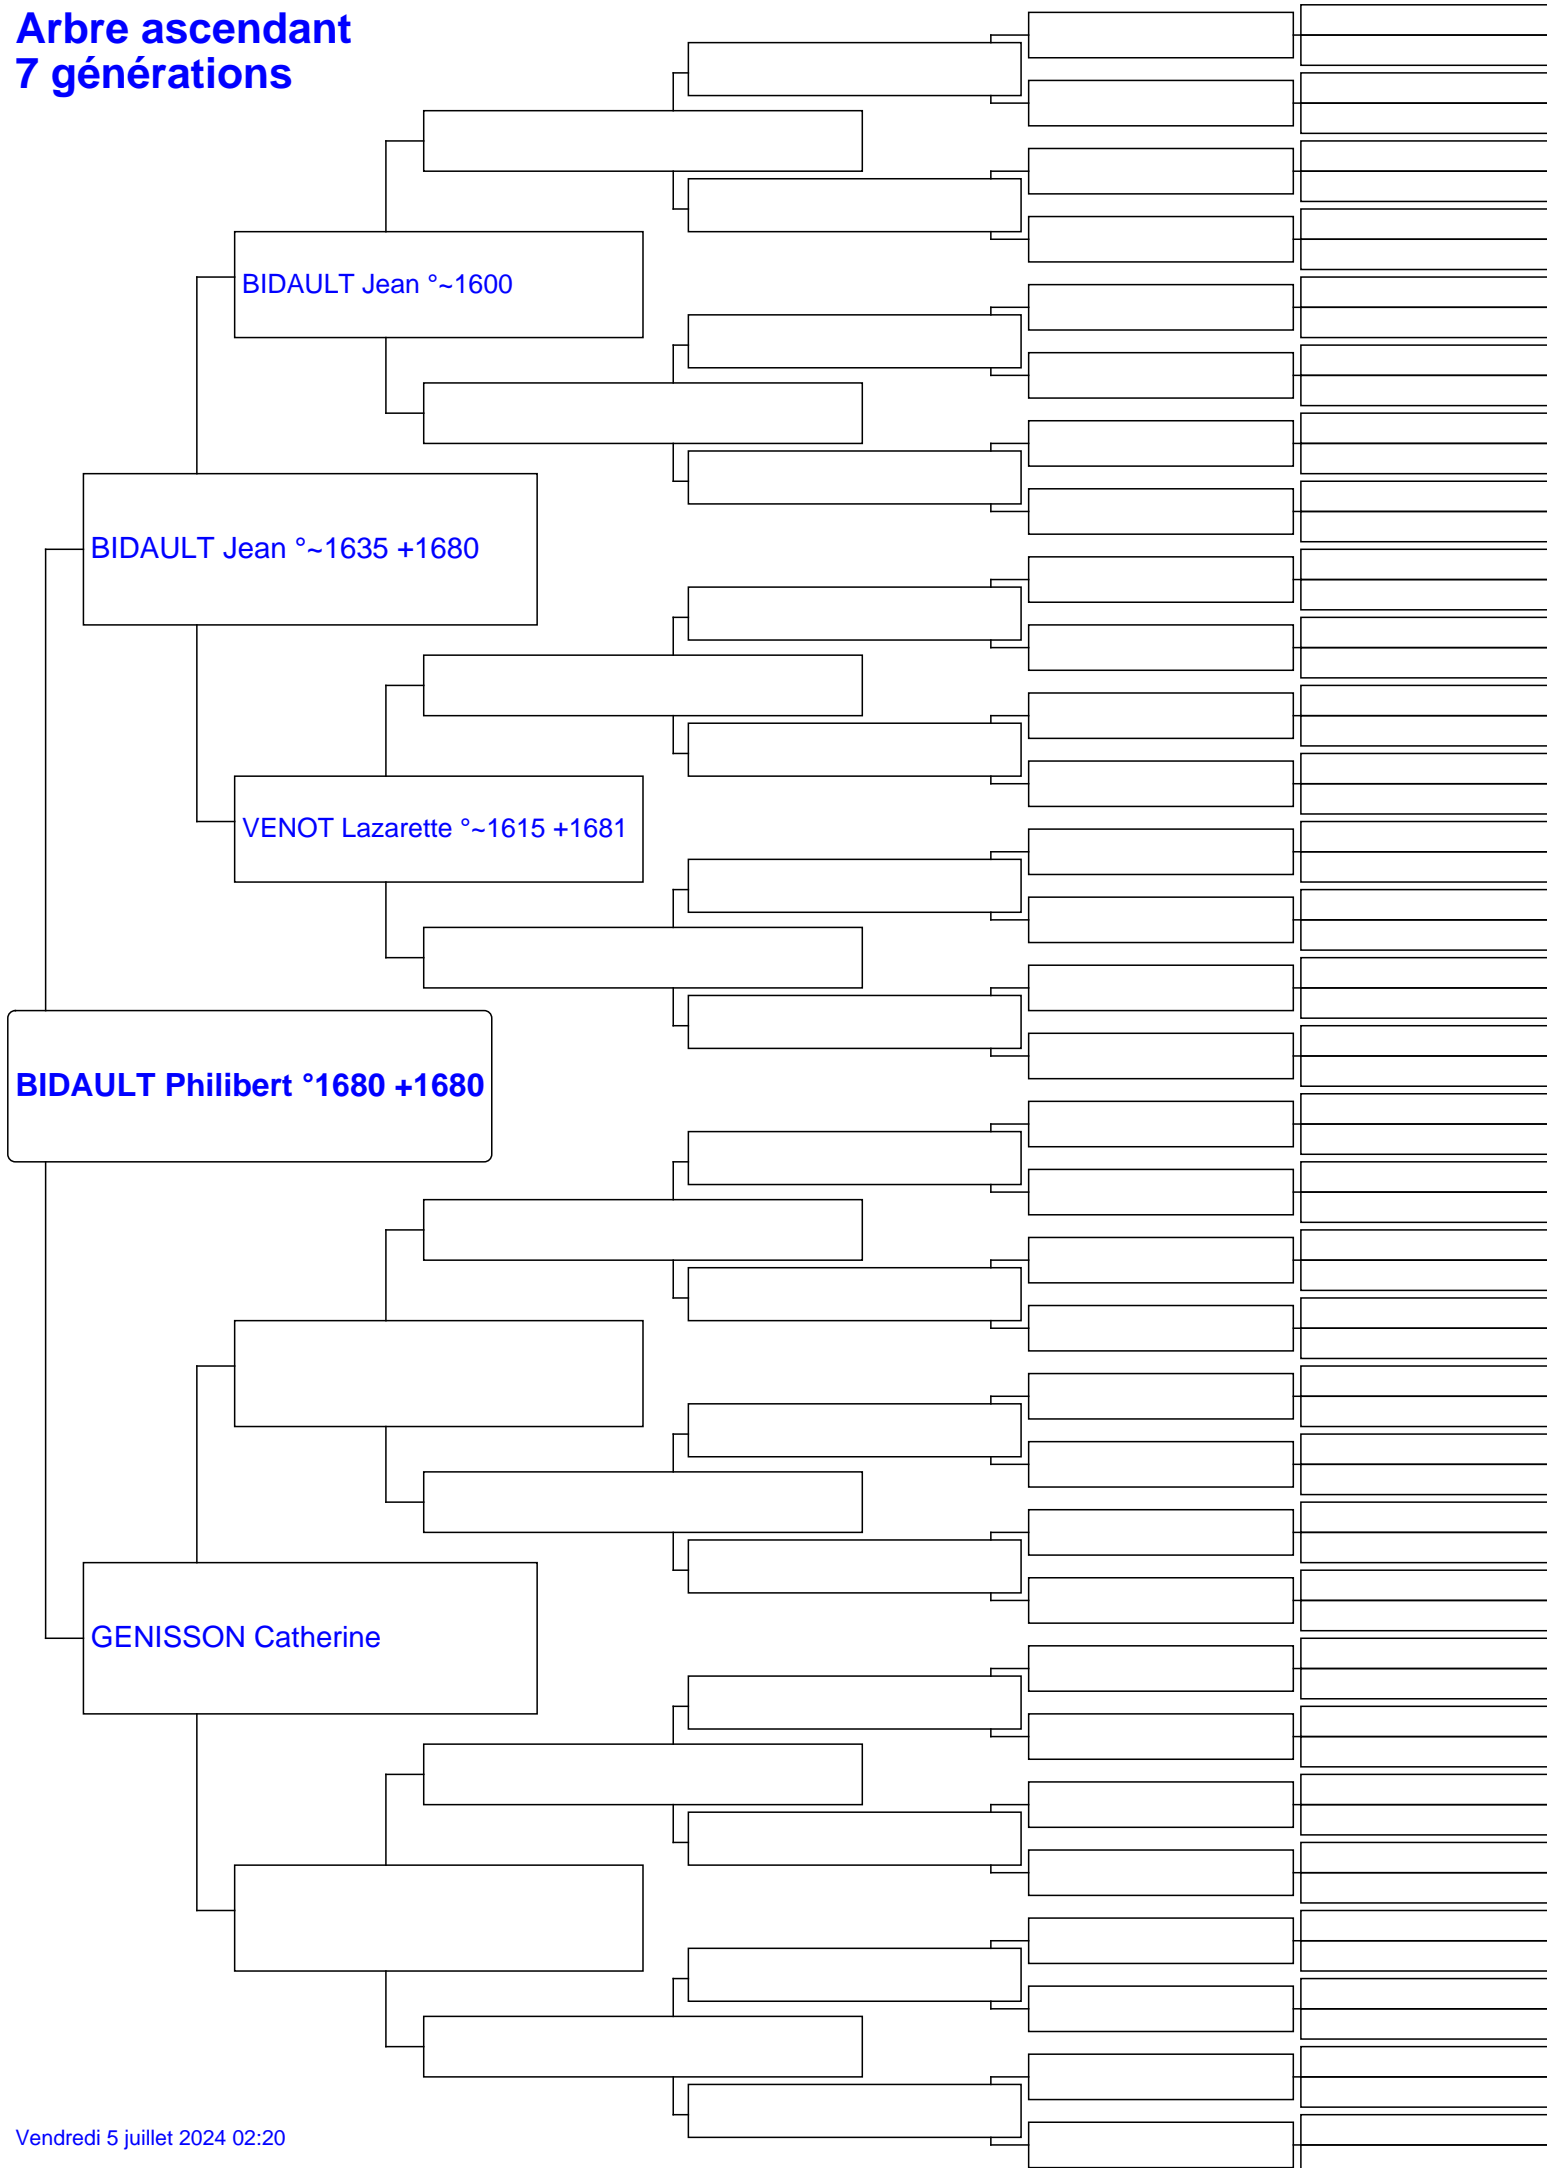 Arbre ascendant
7 générations
BIDAULT Jean °~1600
BIDAULT Jean °~1635 +1680
VENOT Lazarette °~1615 +1681
BIDAULT Philibert °1680 +1680
GENISSON Catherine
Vendredi 5 juillet 2024 02:20